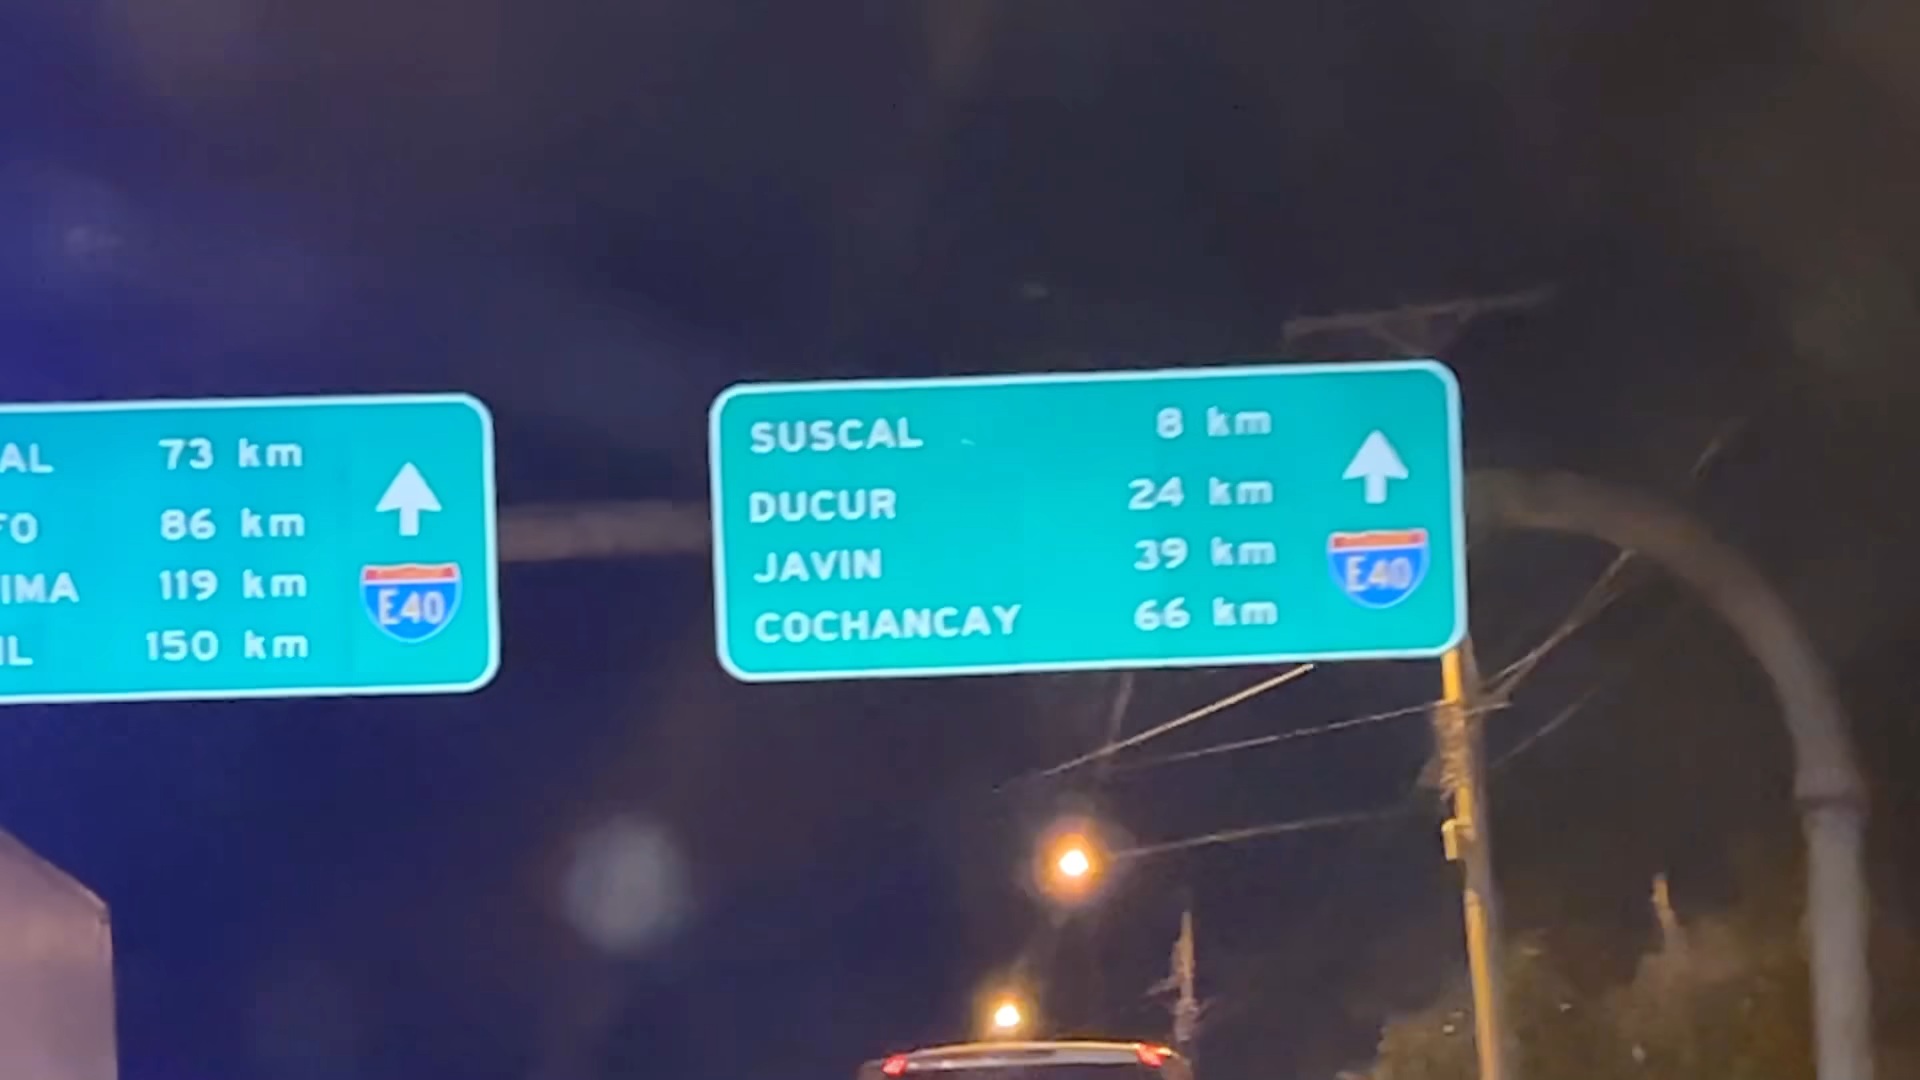 AL 73 km
FO 86 km
IMA 119 km
IL 150 km
E40
SUSCAL 8 km
DUCUR 24 km
JAVIN 39 km
COCHANCAY 66 km
E40